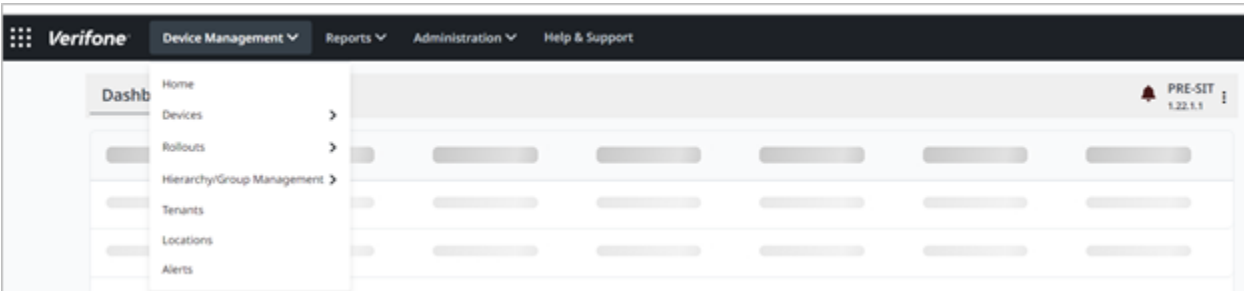 Verifone Device Management Reports Administration Help & Support
Home
Dashb
PRE-SIT
1.22.1.1
Devices
Rollouts
Hierarchy/Group Management
Tenants
Locations
Alerts